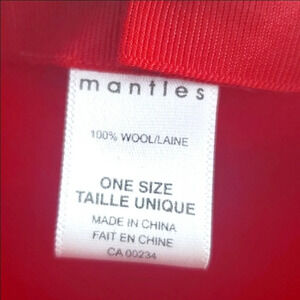 mantles
100% WOOL/LAINE
ONE SIZE
TAILLE UNIQUE
MADE IN CHINA
FAIT EN CHINE
CA 00234